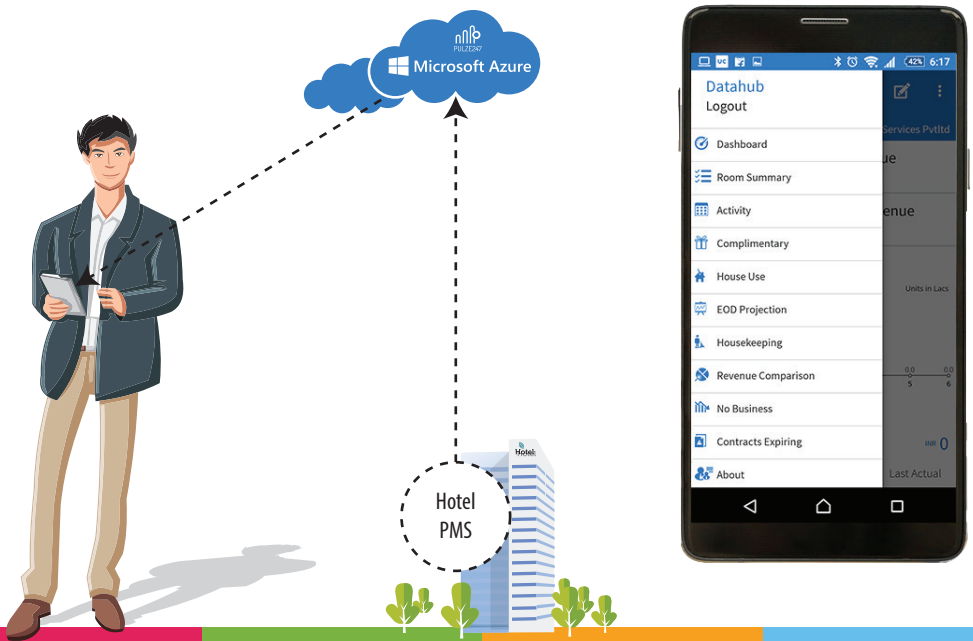 PULZE247
Microsoft Azure
Hotel
Hotel
PMS
UC
42% 6:17
Datahub
Logout
Services Pvtltd
Dashboard
ue
Room Summary
Activity
enue
Complimentary
House Use
Units in Lacs
EOD Projection
Housekeeping
Revenue Comparison
0.0 0.0
5 6
No Business
Contracts Expiring
INR 0
About
Last Actual